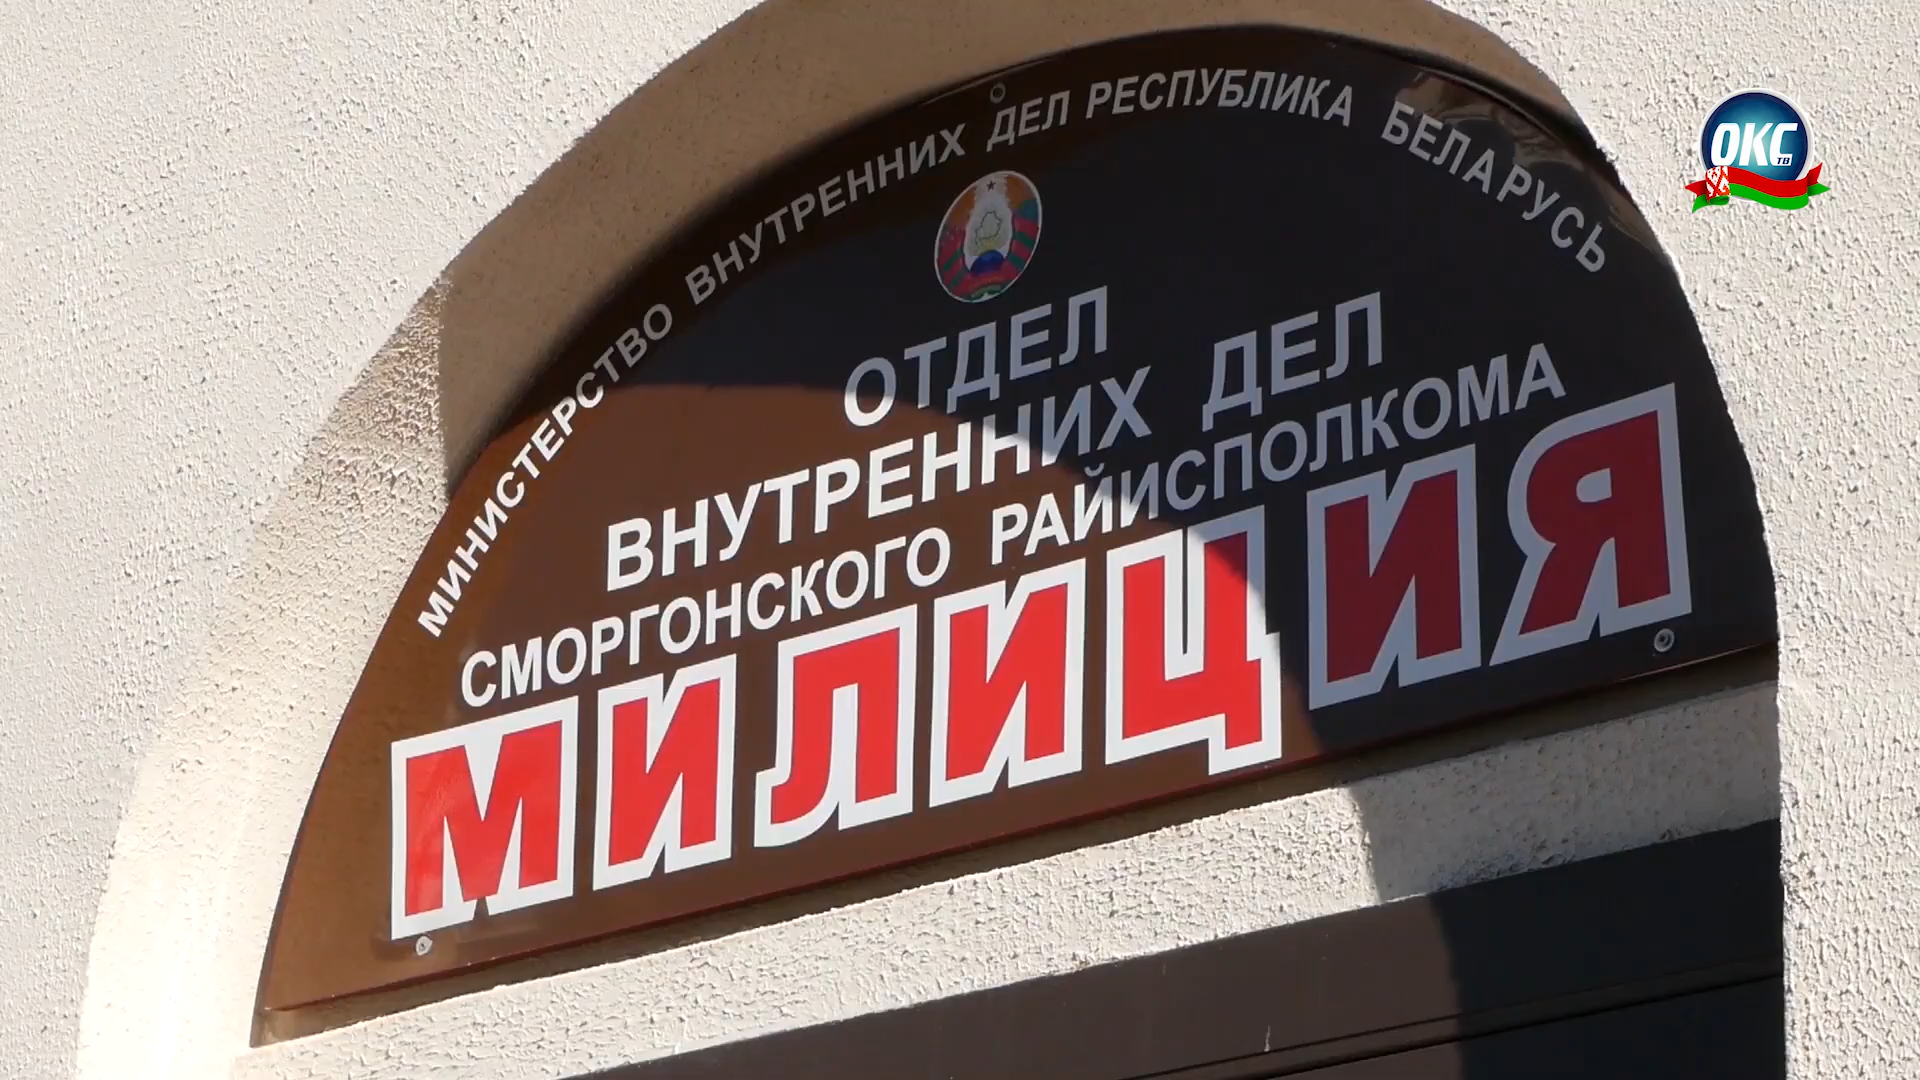 МИНИСТЕРСТВО ВНУТРЕННИХ ДЕЛ РЕСПУБЛИКА БЕЛАРУСЬ
ОТДЕЛ
ВНУТРЕННИХ ДЕЛ
СМОРГОНСКОГО РАЙИСПОЛКОМА
МИЛИЦИЯ
ОКС
ТВ